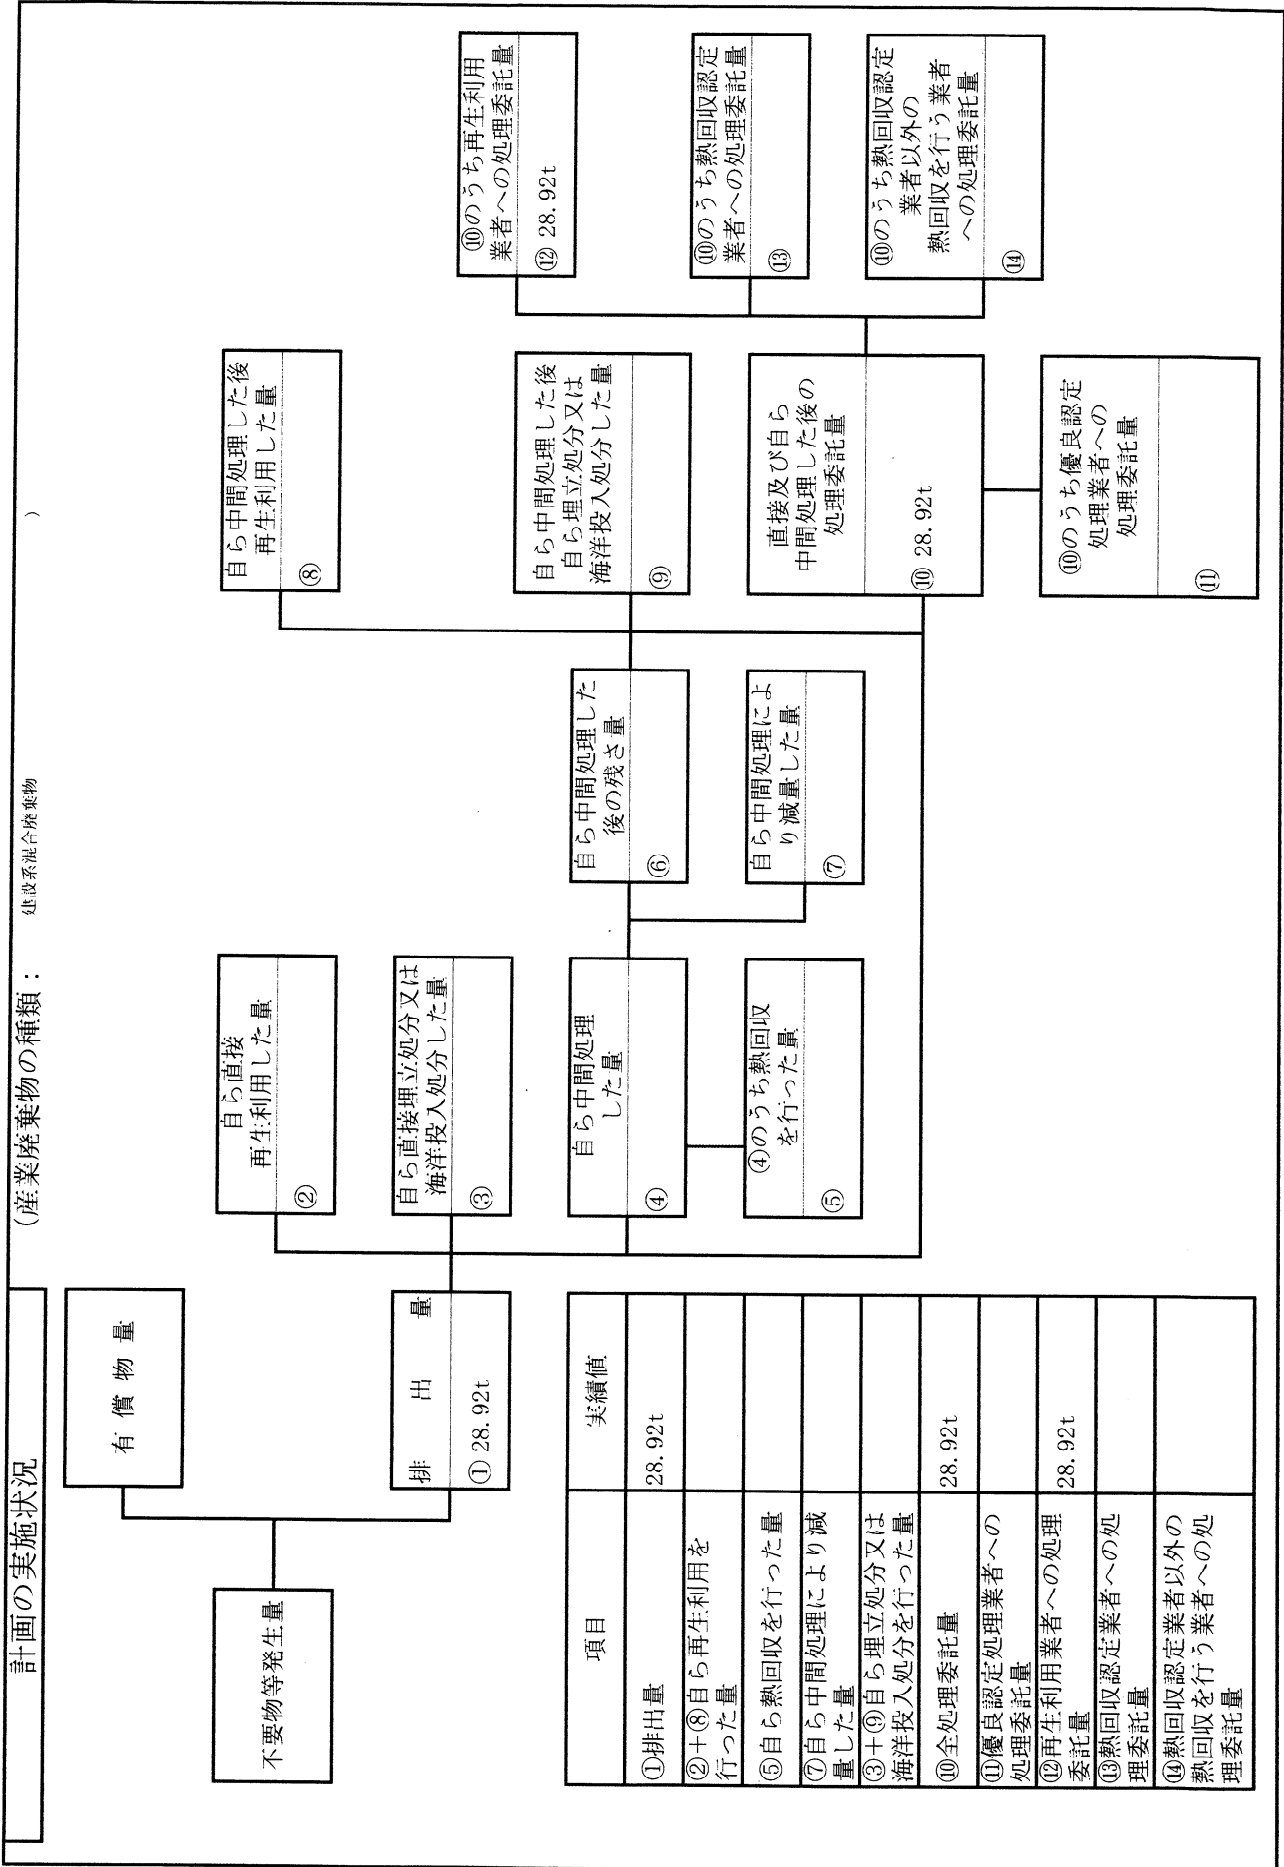 計画の実施状況
（産業廃棄物の種類： 建設系混合廃棄物 ）
不要物等発生量
有償物量
排出量
① 28.92t
自ら直接
再生利用した量
②
自ら直接埋立処分又は
海洋投入処分した量
③
自ら中間処理
した量
④
④のうち熱回収
を行った量
⑤
自ら中間処理した
後の残さ量
⑥
自ら中間処理によ
り減量した量
⑦
自ら中間処理した後
再生利用した量
⑧
自ら中間処理した後
自ら埋立処分又は
海洋投入処分した量
⑨
直接及び自ら
中間処理した後の
処理委託量
⑩ 28.92t
⑩のうち優良認定
処理業者への
処理委託量
⑪
⑩のうち再生利用
業者への処理委託量
⑫ 28.92t
⑩のうち熱回収認定
業者への処理委託量
⑬
⑩のうち熱回収認定
業者以外の
熱回収を行う業者
への処理委託量
⑭
項目 実績値
①排出量 28.92t
②＋⑧自ら再生利用を
行った量
⑤自ら熱回収を行った量
⑦自ら中間処理により減
量した量
③＋⑨自ら埋立処分又は
海洋投入処分を行った量
⑩全処理委託量 28.92t
⑪優良認定処理業者への
処理委託量
⑫再生利用業者への処理
委託量 28.92t
⑬熱回収認定業者への処
理委託量
⑭熱回収認定業者以外の
熱回収を行う業者への処
理委託量